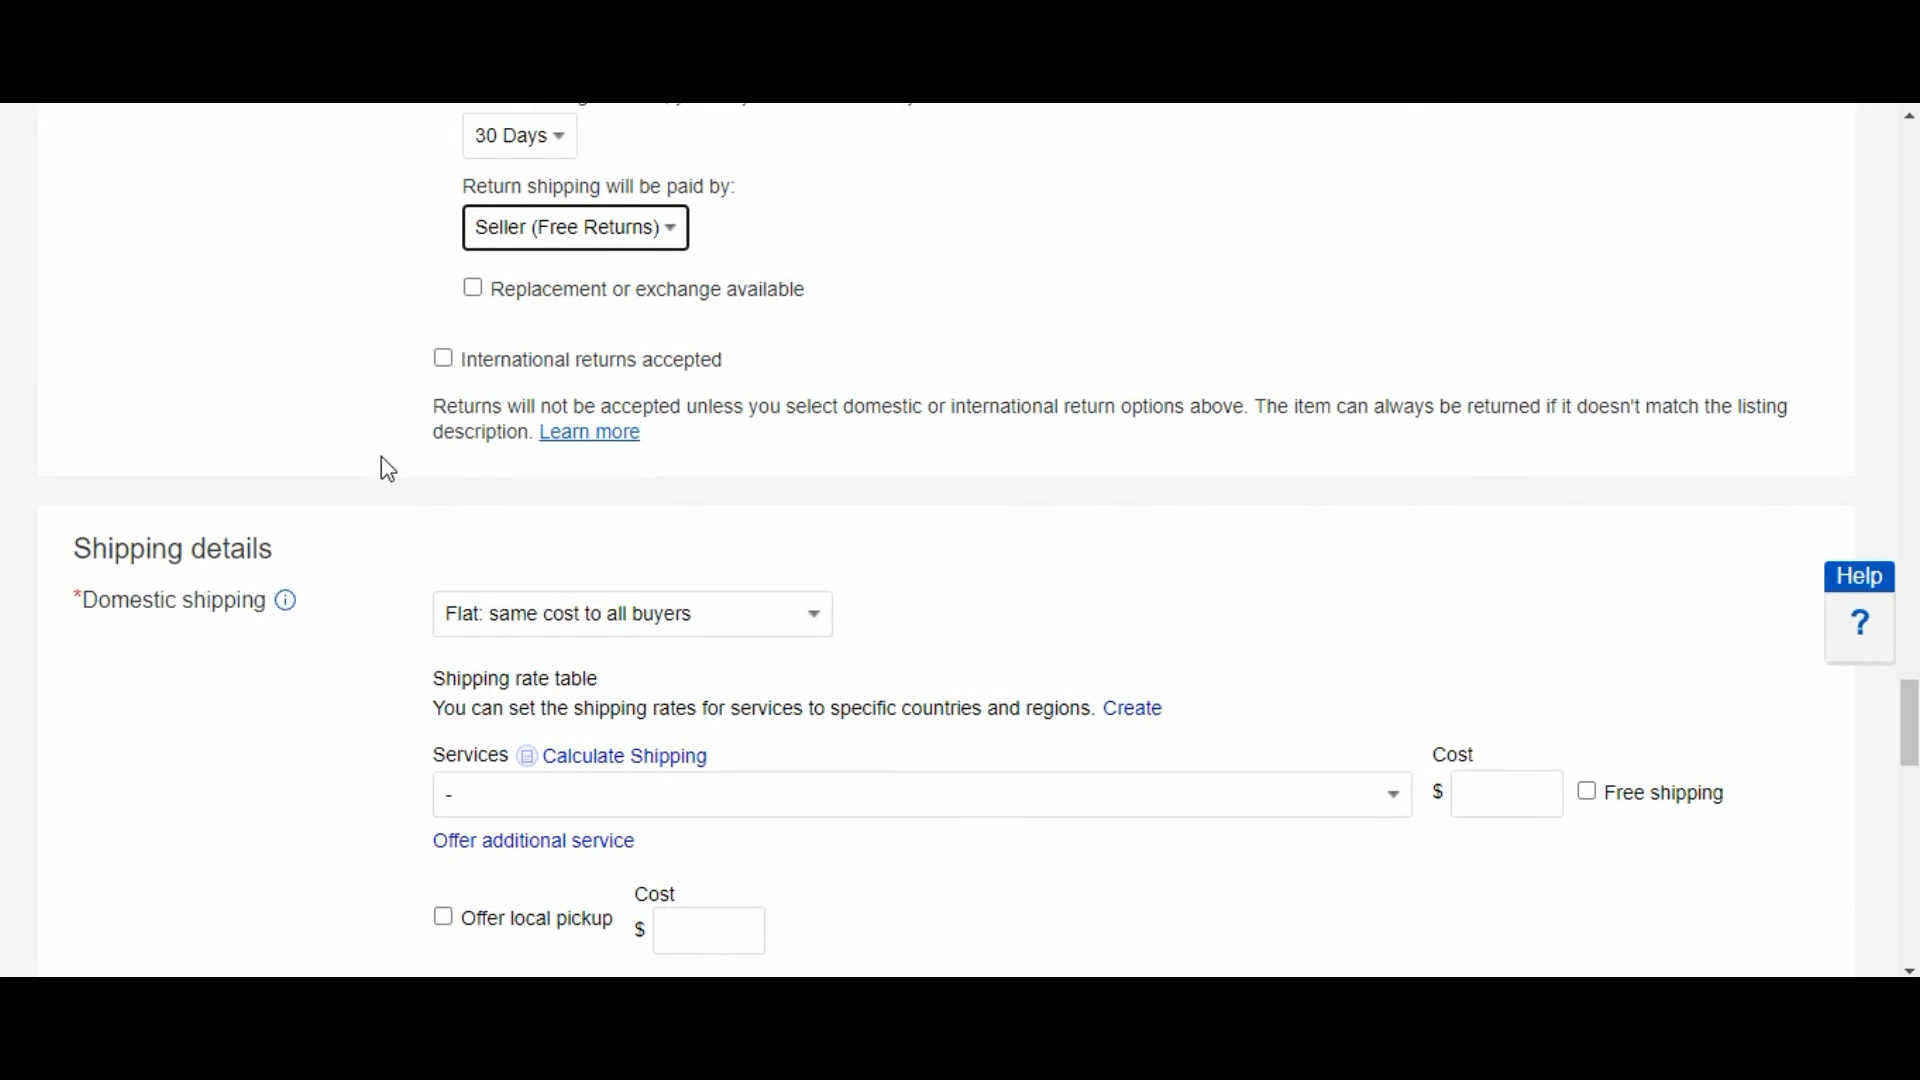 30 Days
Return shipping will be paid by:
Seller (Free Returns)
Replacement or exchange available
International returns accepted
Returns will not be accepted unless you select domestic or international return options above. The item can always be returned if it doesn't match the listing
description. Learn more
Shipping details
*Domestic shipping
Flat: same cost to all buyers
Help
?
Shipping rate table
You can set the shipping rates for services to specific countries and regions. Create
Services Calculate Shipping
Cost
-
$
Free shipping
Offer additional service
Cost
Offer local pickup
$